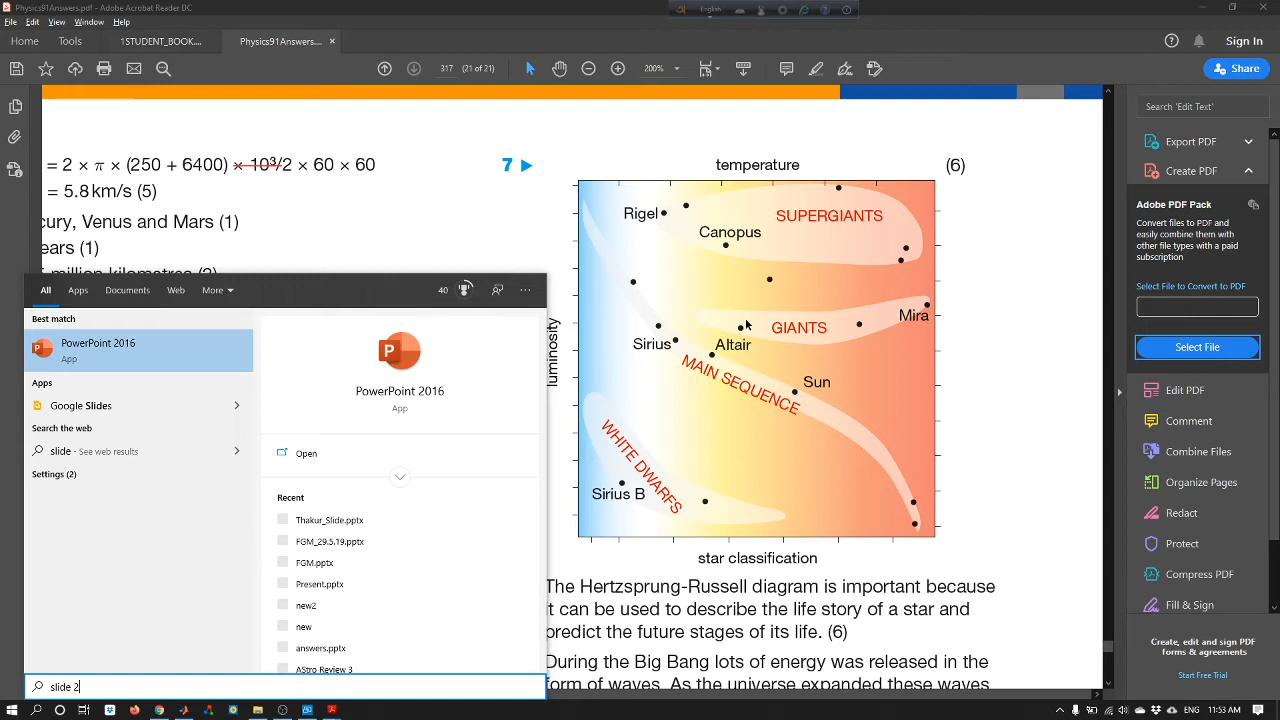 Physics91Answers.pdf - Adobe Acrobat Reader DC
File Edit View Window Help
english
Home Tools 1STUDENT_BOOK.... Physics91Answers.... × Sign In
317 (21 of 21) 200% Share
= 2 × π × (250 + 6400) × 10³/2 × 60 × 60
= 5.8 km/s (5)
cury, Venus and Mars (1)
ears (1)
7 ▶
temperature
(6)
Rigel
Canopus
SUPERGIANTS
GIANTS
Mira
Sirius
Altair
MAIN SEQUENCE
Sun
WHITE DWARFS
Sirius B
luminosity
star classification
The Hertzsprung-Russell diagram is important because
it can be used to describe the life story of a star and
predict the future stages of its life. (6)
During the Big Bang lots of energy was released in the
form of waves. As the universe expanded these waves
All Apps Documents Web More 40 ...
Best match
PowerPoint 2016
App
Apps
Google Slides
Search the web
slide - See web results
Settings (2)
PowerPoint 2016
App
Open
Recent
Thakur_Slide.pptx
FGM_29.5.19.pptx
FGM.pptx
Present.pptx
new2
new
answers.pptx
AStro Review 3
slide 2
Search 'Edit Text'
Export PDF
Create PDF
Adobe PDF Pack
Convert files to PDF and
easily combine them with
other file types with a paid
subscription.
Select File to Convert to PDF
Select File
Edit PDF
Comment
Combine Files
Organize Pages
Redact
Protect
Compress PDF
Fill & Sign
Create, edit and sign PDF
forms & agreements
Start Free Trial
11:53 AM